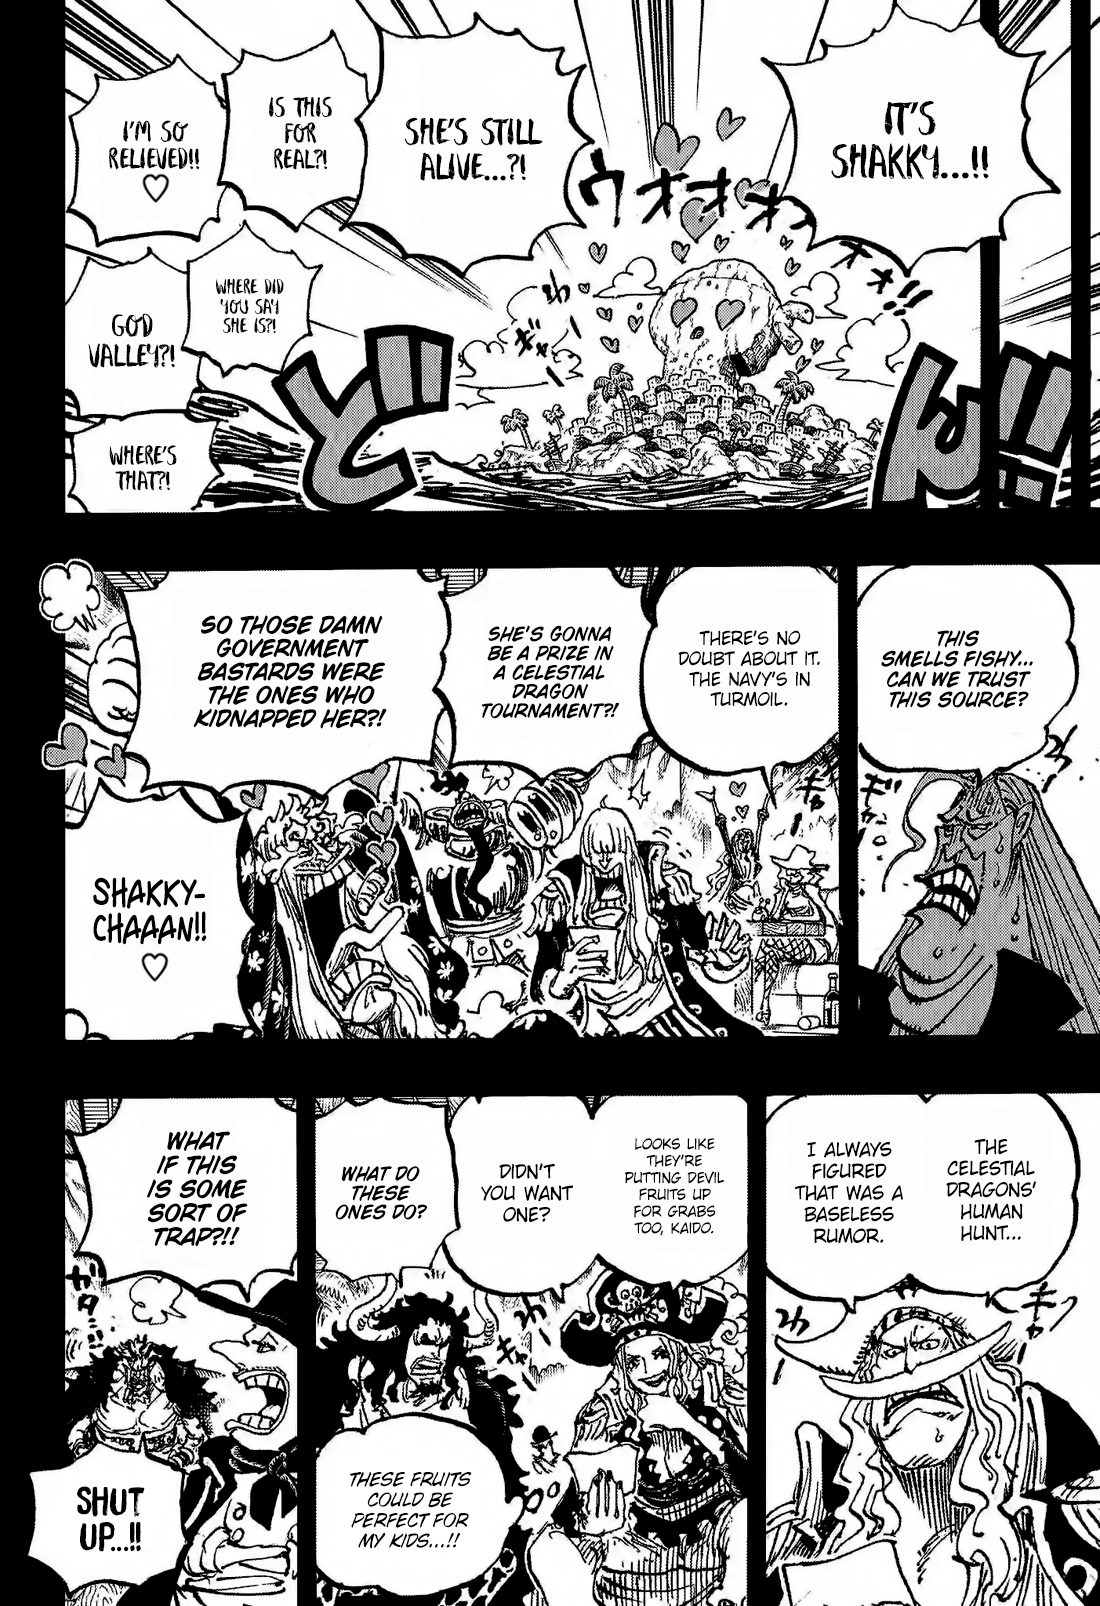 IT'S
SHAKKY...!!
SHE'S STILL
ALIVE...?!
IS THIS
FOR
REAL?!
I'M SO
RELIEVED!!
♡
WHERE DID
YOU SAY
SHE IS?!
GOD
VALLEY?!
WHERE'S
THAT?!
ウオオオオ
オオ!!
ど
ん!!
THIS
SMELLS FISHY...
CAN WE TRUST
THIS SOURCE?
THERE'S NO
DOUBT ABOUT IT.
THE NAVY'S IN
TURMOIL.
SHE'S GONNA
BE A PRIZE IN
A CELESTIAL
DRAGON
TOURNAMENT?!
SO THOSE DAMN
GOVERNMENT
BASTARDS WERE
THE ONES WHO
KIDNAPPED HER?!
SHAKKY-
CHAAAN!!
♡
THE
CELESTIAL
DRAGONS'
HUMAN
HUNT...
I ALWAYS
FIGURED
THAT WAS A
BASELESS
RUMOR.
LOOKS LIKE
THEY'RE
PUTTING DEVIL
FRUITS UP
FOR GRABS
TOO, KAIDO.
DIDN'T
YOU WANT
ONE?
WHAT DO
THESE
ONES DO?
THESE FRUITS
COULD BE
PERFECT FOR
MY KIDS...!!
WHAT
IF THIS
IS SOME
SORT OF
TRAP?!!
SHUT
UP...!!